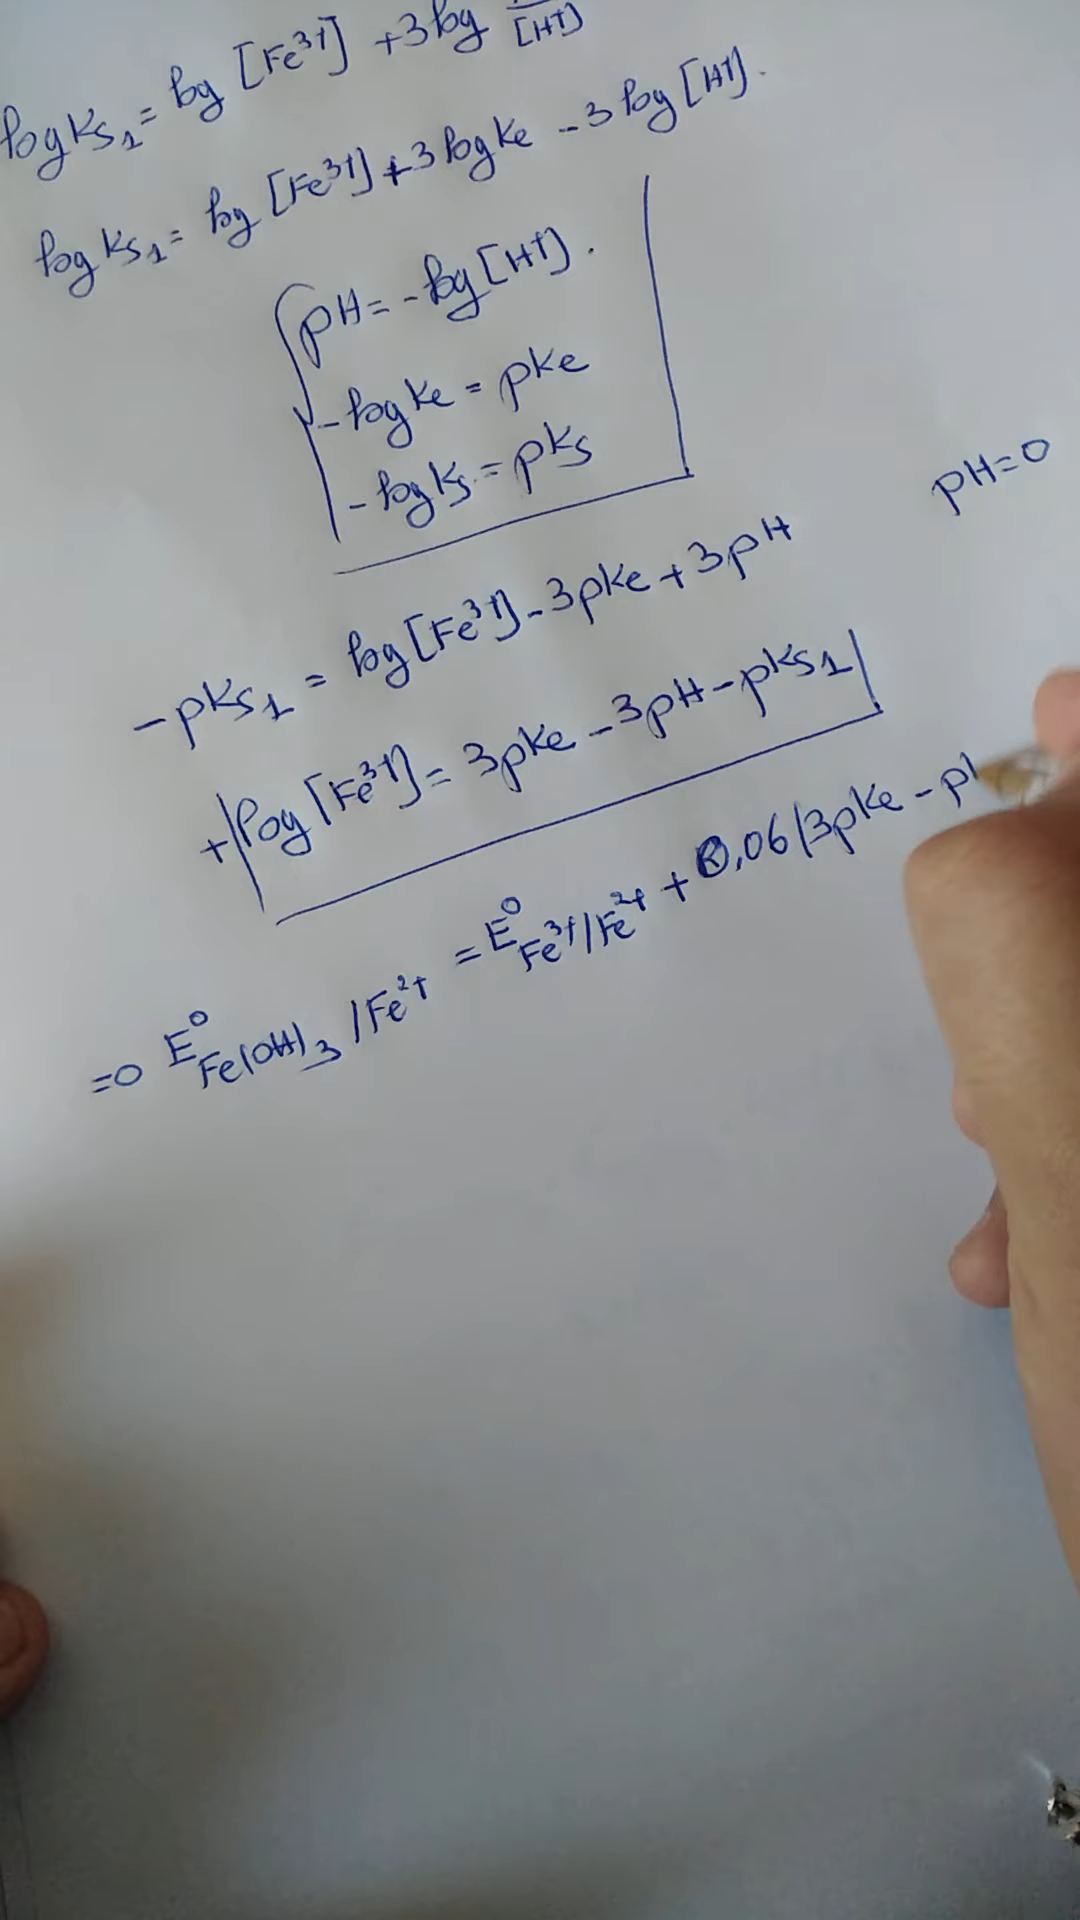 log Ks₁ = log [Fe³⁺] + 3 log / [H⁺]
log Ks₁ = log [Fe³⁺] + 3 log Ke - 3 log [H⁺].
pH = - log [H⁺].
- log Ke = pKe
- log Ks = pKs
pH = 0
- pKs₁ = log [Fe³⁺] - 3pKe + 3pH
+ log [Fe³⁺] = 3pKe - 3pH - pKs₁
=0 E⁰ Fe(OH)₃ / Fe²⁺ = E⁰ Fe³⁺/Fe²⁺ + 0,06 (3pKe - p